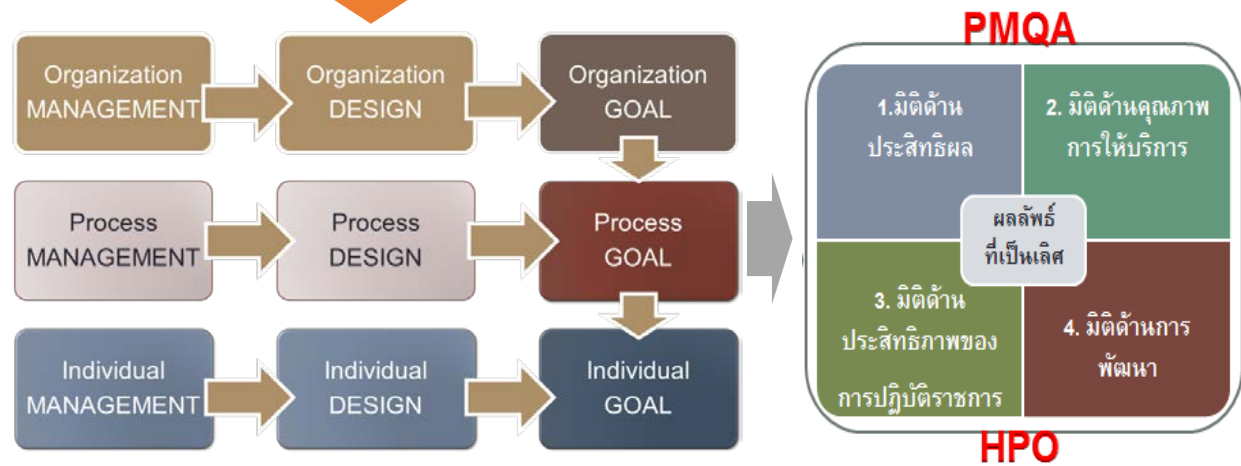 Organization
MANAGEMENT
Organization
DESIGN
Organization
GOAL
Process
MANAGEMENT
Process
DESIGN
Process
GOAL
Individual
MANAGEMENT
Individual
DESIGN
Individual
GOAL
PMQA
1.มิติด้าน
ประสิทธิผล
2. มิติด้านคุณภาพ
การให้บริการ
ผลลัพธ์
ที่เป็นเลิศ
3. มิติด้าน
ประสิทธิภาพของ
การปฏิบัติราชการ
4. มิติด้านการ
พัฒนา
HPO